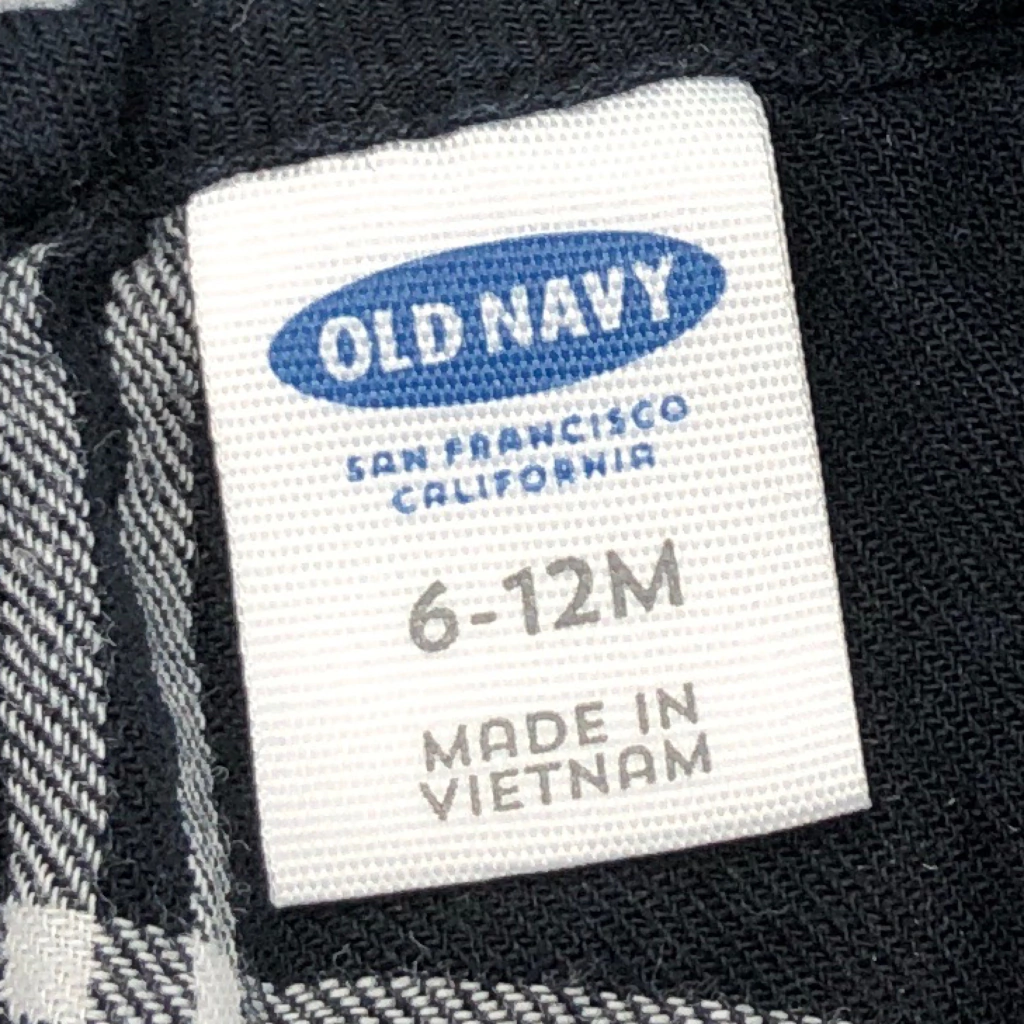 OLD NAVY
SAN FRANCISCO
CALIFORNIA
6-12M
MADE IN
VIETNAM